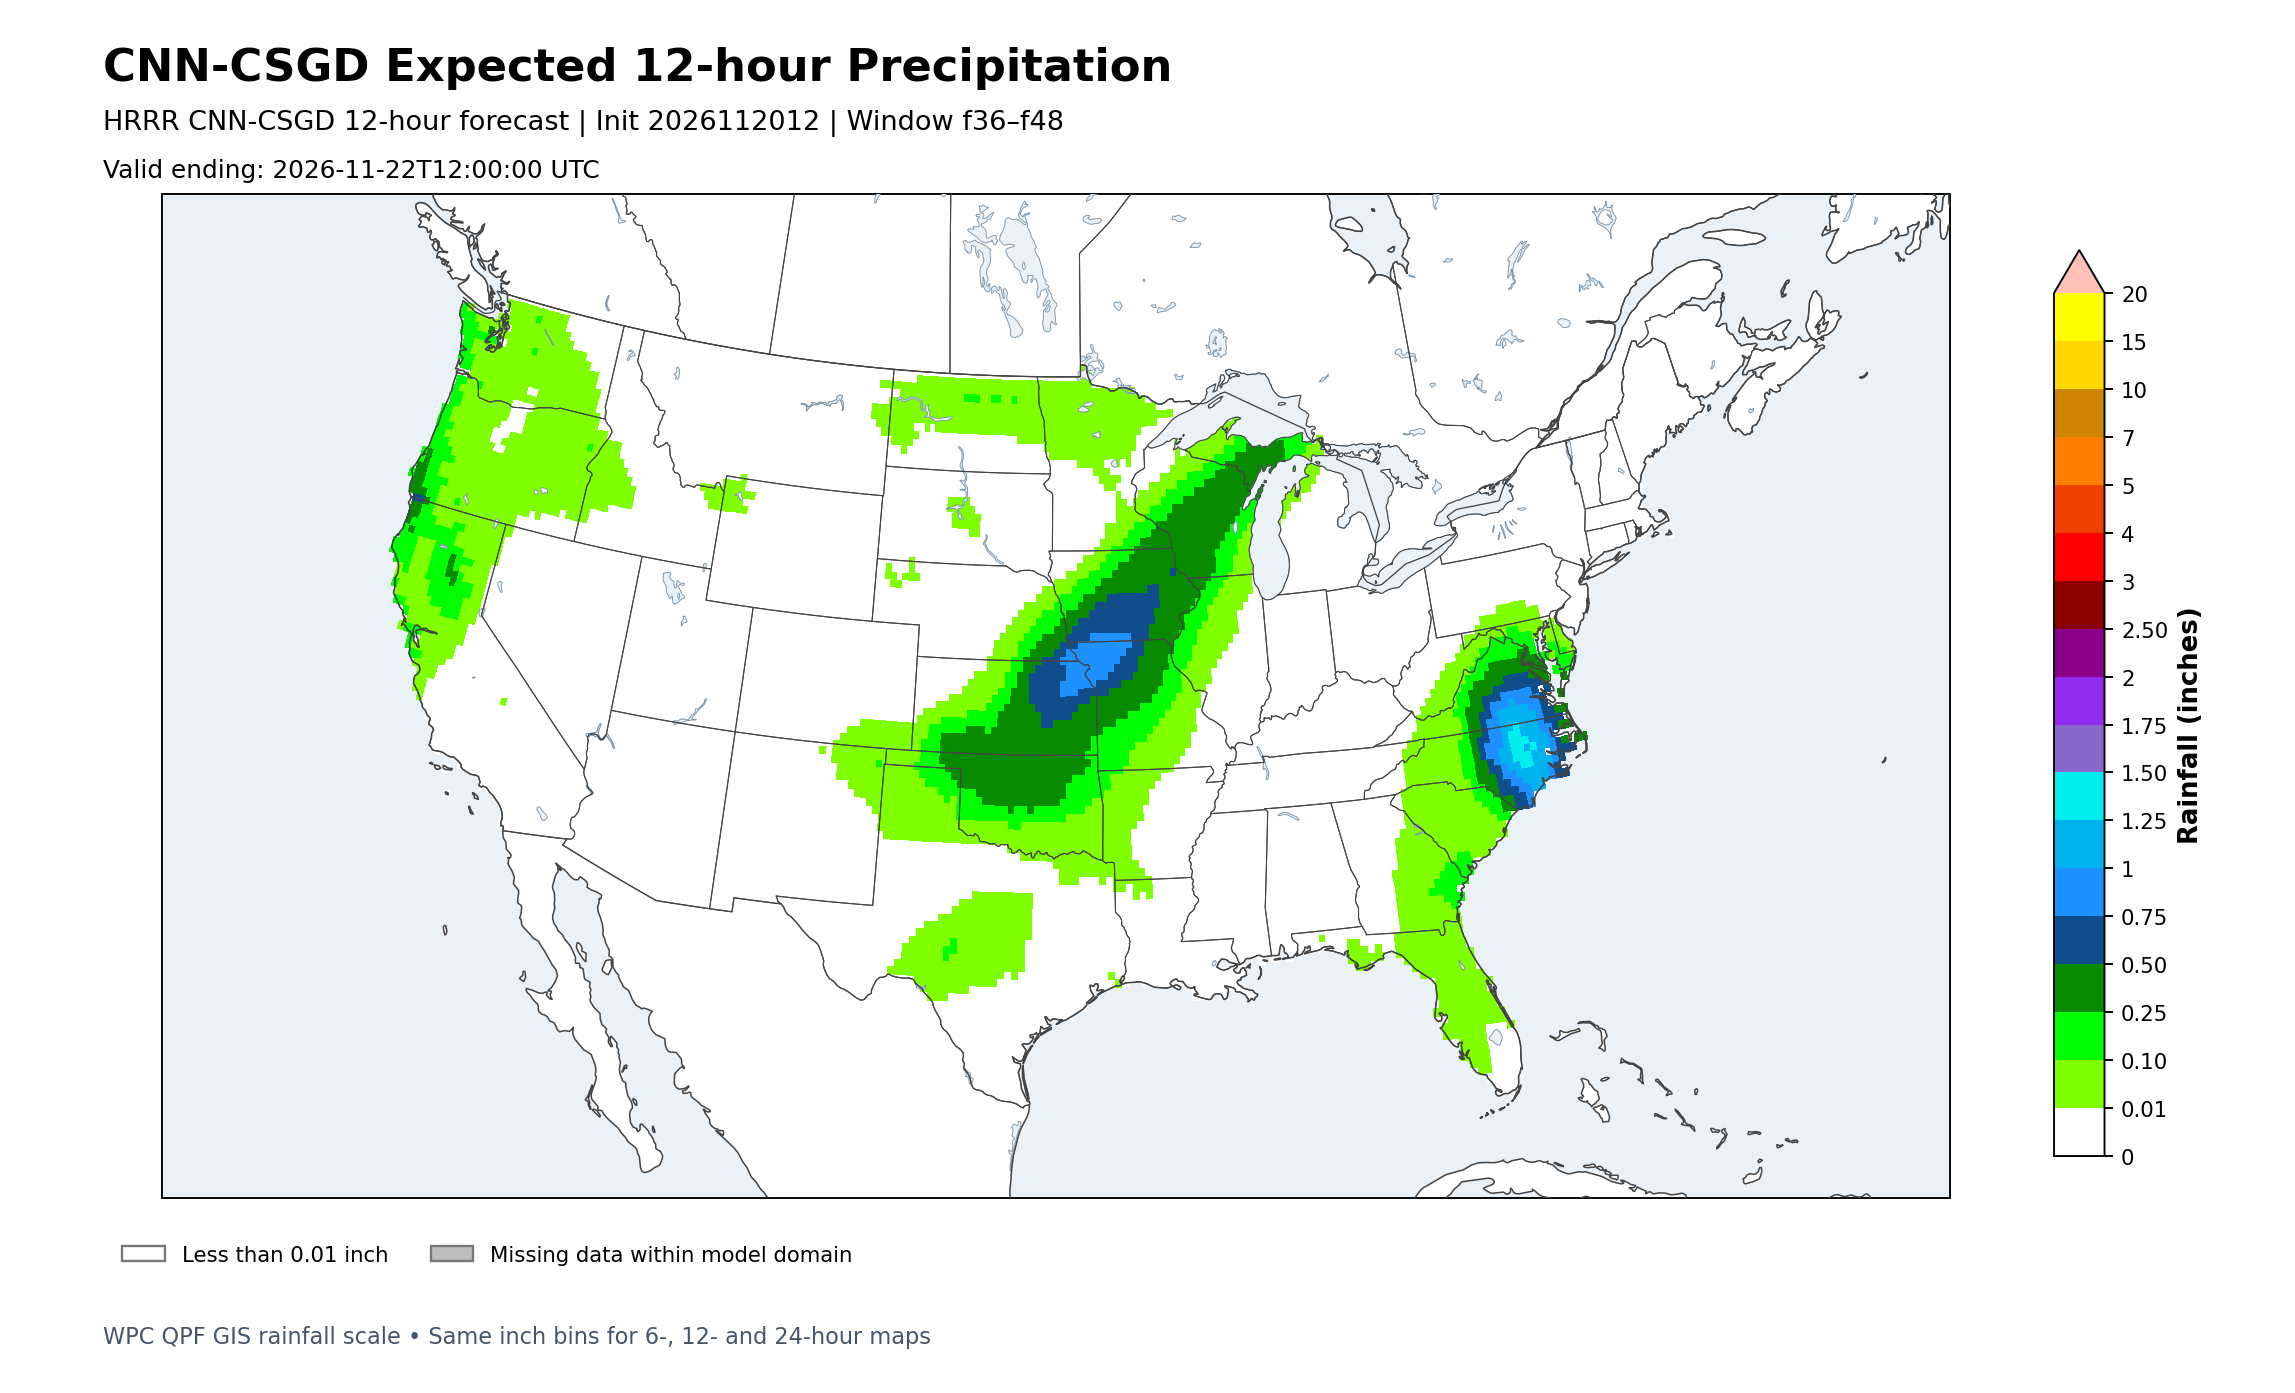 CNN-CSGD Expected 12-hour Precipitation
HRRR CNN-CSGD 12-hour forecast | Init 2026112012 | Window f36–f48
Valid ending: 2026-11-22T12:00:00 UTC
20
15
10
7
5
4
3
2.50
2
1.75
1.50
1.25
1
0.75
0.50
0.25
0.10
0.01
0
Rainfall (inches)
Less than 0.01 inch
Missing data within model domain
WPC QPF GIS rainfall scale • Same inch bins for 6-, 12- and 24-hour maps